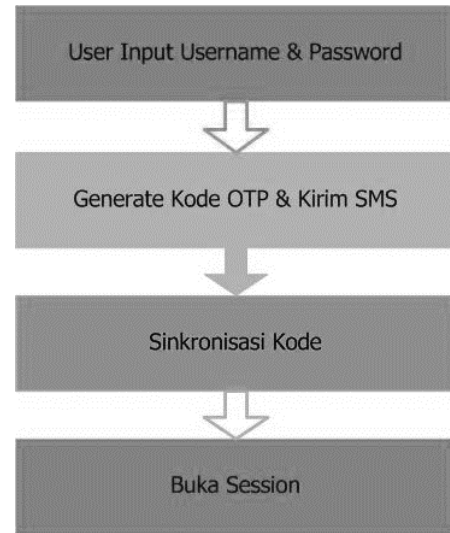 User Input Username & Password
Generate Kode OTP & Kirim SMS
Sinkronisasi Kode
Buka Session